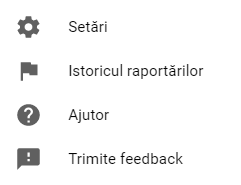 Setări
Istoricul raportărilor
Ajutor
Trimite feedback